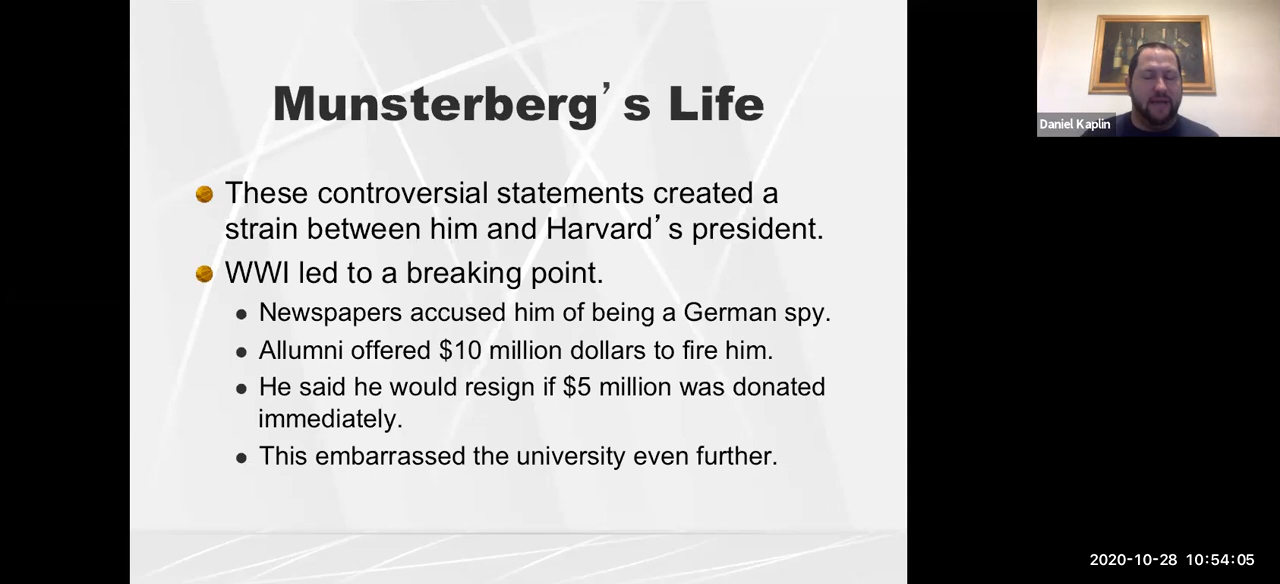 Munsterberg’s Life
These controversial statements created a
strain between him and Harvard’s president.
WWI led to a breaking point.
Newspapers accused him of being a German spy.
Allumni offered $10 million dollars to fire him.
He said he would resign if $5 million was donated
immediately.
This embarrassed the university even further.
Daniel Kaplin
2020-10-28 10:54:05